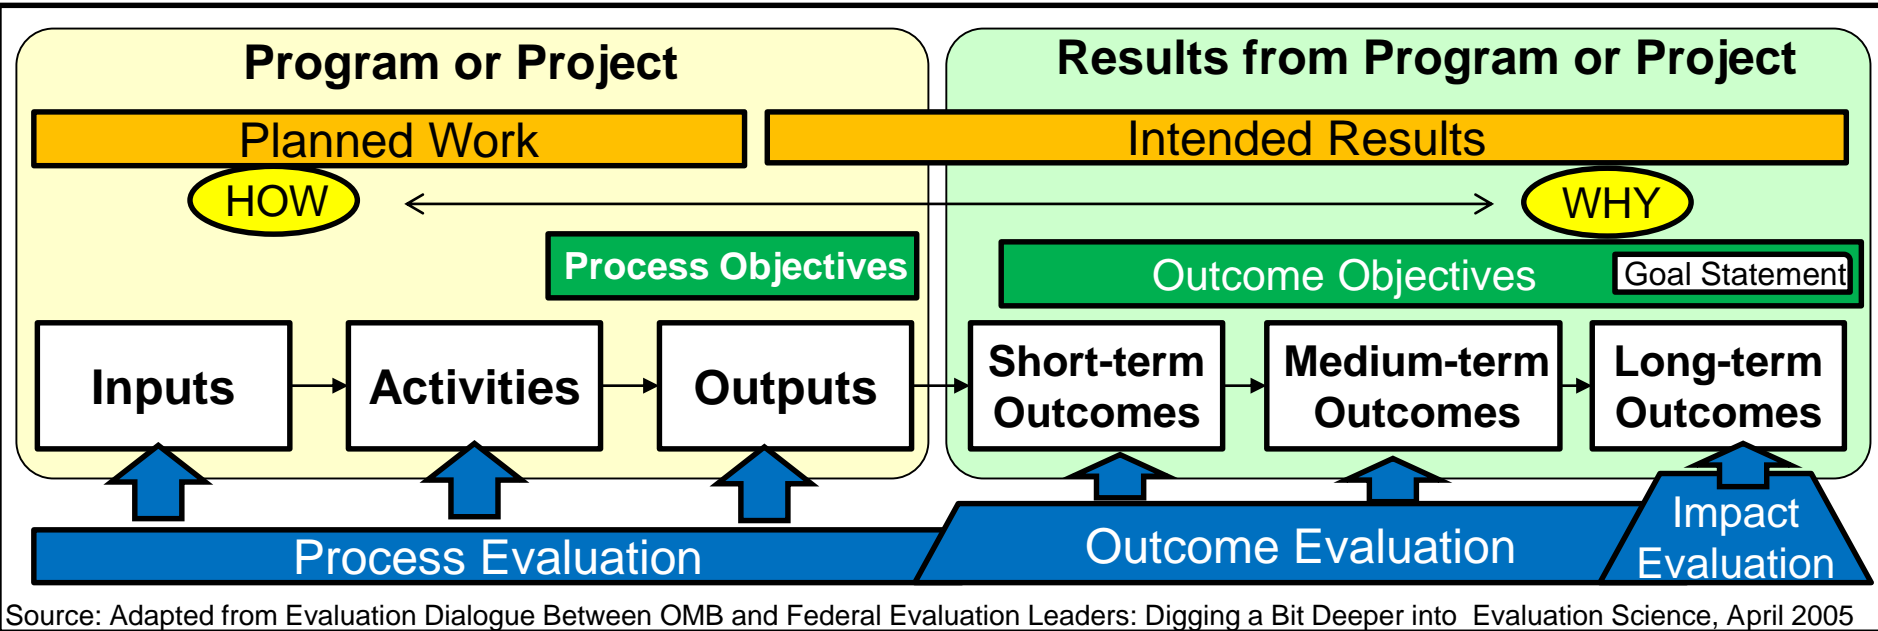 Program or Project
Results from Program or Project
Planned Work
Intended Results
HOW
WHY
Process Objectives
Outcome Objectives
Goal Statement
Inputs
Activities
Outputs
Short-term
Outcomes
Medium-term
Outcomes
Long-term
Outcomes
Process Evaluation
Outcome Evaluation
Impact
Evaluation
Source: Adapted from Evaluation Dialogue Between OMB and Federal Evaluation Leaders: Digging a Bit Deeper into Evaluation Science, April 2005